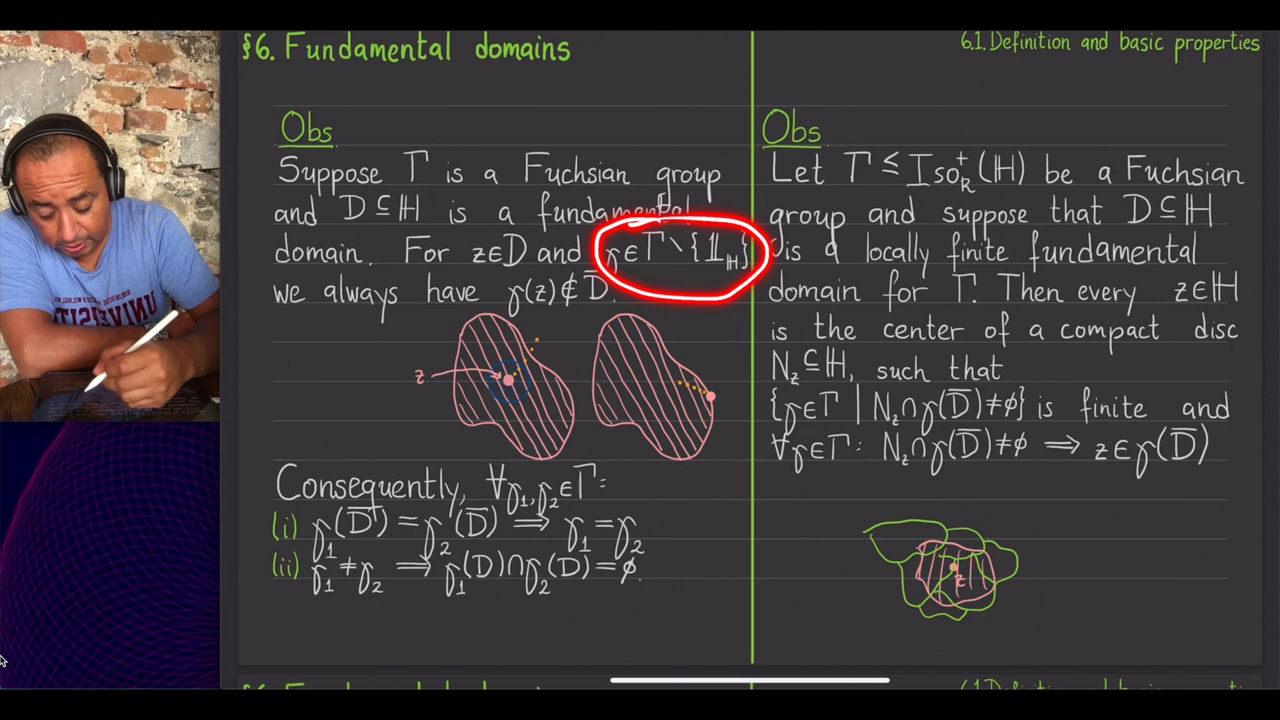 §6. Fundamental domains
6.1. Definition and basic properties
Obs
Suppose Γ is a Fuchsian group
and D ⊆ ℍ is a fundamental
domain. For z∈D and γ∈Γ∖{𝟙_ℍ}
we always have γ(z)∉D̅.
z
Consequently, ∀γ₁,γ₂∈Γ:
(i) γ₁(D̅) = γ₂(D̅) ⟹ γ₁=γ₂
(ii) γ₁≠γ₂ ⟹ γ₁(D)∩γ₂(D)=∅.
Obs
Let Γ ≤ Iso⁺_R(ℍ) be a Fuchsian
group and suppose that D⊆ℍ
is a locally finite fundamental
domain for Γ. Then every z∈ℍ
is the center of a compact disc
N_z⊆ℍ, such that
{γ∈Γ | N_z∩γ(D̅)≠∅} is finite and
∀γ∈Γ: N_z∩γ(D̅)≠∅ ⟹ z∈γ(D̅)
z
UNIVERS